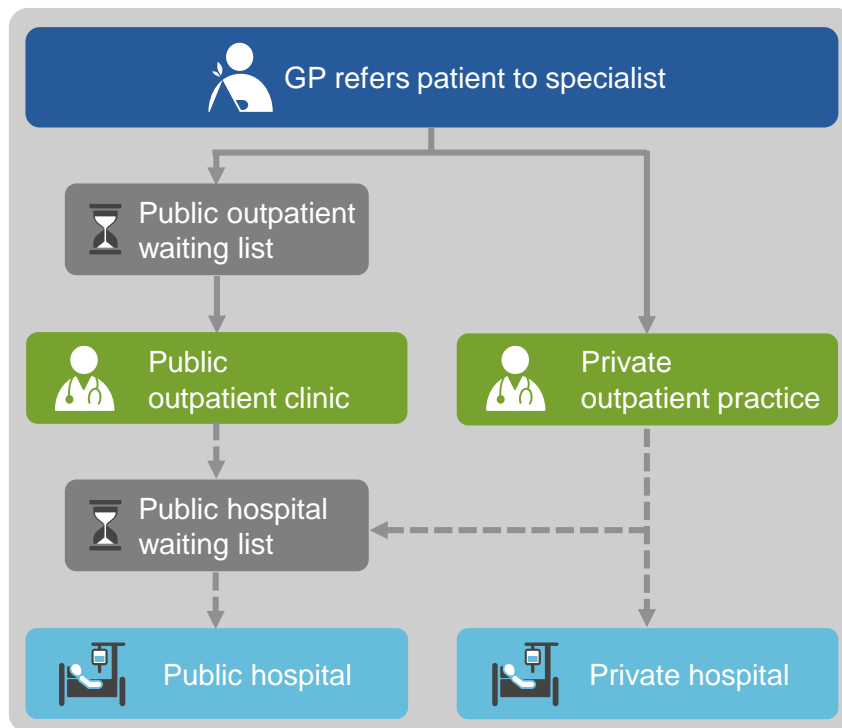 GP refers patient to specialist
Public outpatient
waiting list
Public
outpatient clinic
Private
outpatient practice
Public hospital
waiting list
Public hospital
Private hospital